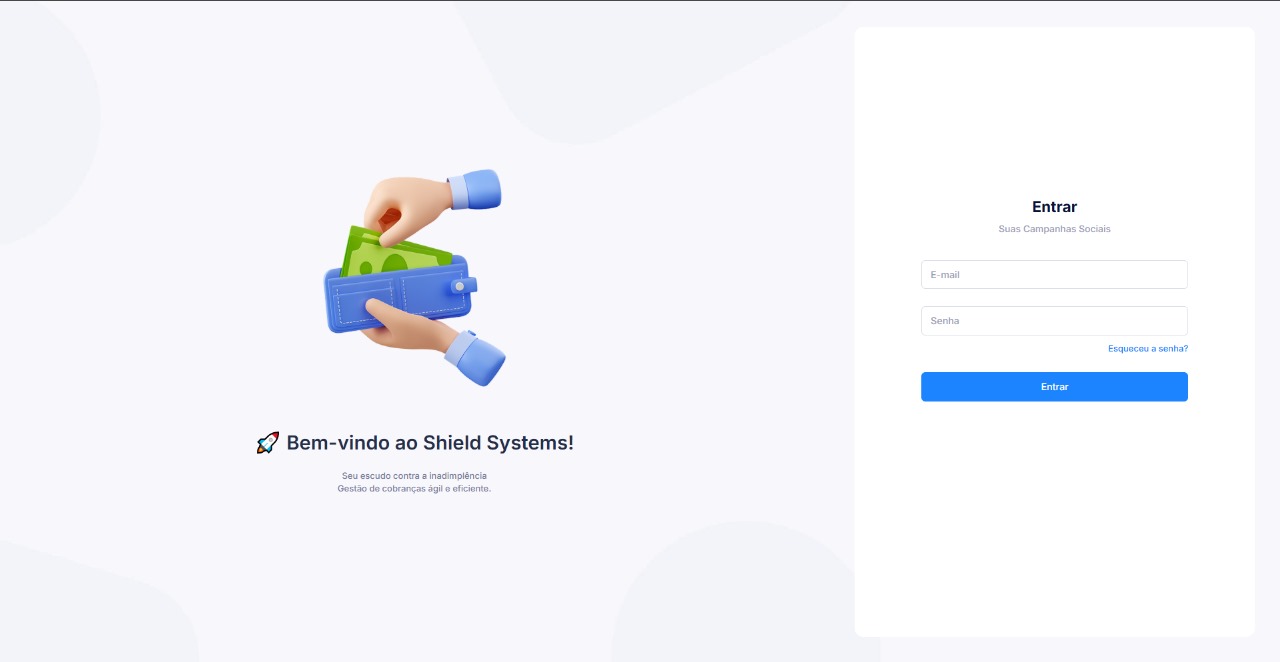 🚀 Bem-vindo ao Shield Systems!
Seu escudo contra a inadimplência
Gestão de cobranças ágil e eficiente.
Entrar
Suas Campanhas Sociais
E-mail
Senha
Esqueceu a senha?
Entrar